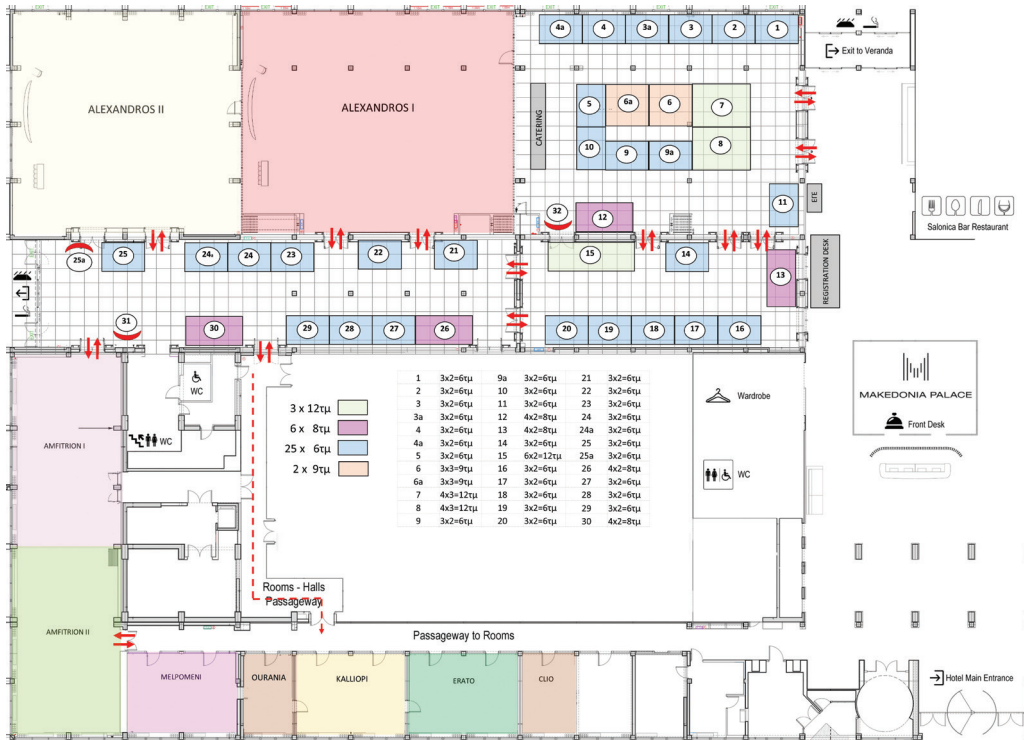 EXIT EXIT EXIT EXIT EXIT EXIT EXIT
4a 4 3a 3 2 1
Exit to Veranda
ALEXANDROS II
ALEXANDROS I
CATERING
5 6a 6 7
10 9 9a 8
11
ΕΓΕ
32 12
Salonica Bar Restaurant
25a 25 24a 24 23 22 21
15 14 13
REGISTRATION DESK
31 30 29 28 27 26
20 19 18 17 16
MAKEDONIA PALACE
Front Desk
WC
WC
AMFITRION I
3 x 12τμ
6 x 8τμ
25 x 6τμ
2 x 9τμ
1 3x2=6τμ 9a 3x2=6τμ 21 3x2=6τμ
2 3x2=6τμ 10 3x2=6τμ 22 3x2=6τμ
3 3x2=6τμ 11 3x2=6τμ 23 3x2=6τμ
3a 3x2=6τμ 12 4x2=8τμ 24 3x2=6τμ
4 3x2=6τμ 13 4x2=8τμ 24a 3x2=6τμ
4a 3x2=6τμ 14 3x2=6τμ 25 3x2=6τμ
5 3x2=6τμ 15 6x2=12τμ 25a 3x2=6τμ
6 3x3=9τμ 16 3x2=6τμ 26 4x2=8τμ
6a 3x3=9τμ 17 3x2=6τμ 27 3x2=6τμ
7 4x3=12τμ 18 3x2=6τμ 28 3x2=6τμ
8 4x3=12τμ 19 3x2=6τμ 29 3x2=6τμ
9 3x2=6τμ 20 3x2=6τμ 30 4x2=8τμ
Wardrobe
WC
Rooms - Halls
Passageway
AMFITRION II
Passageway to Rooms
MELPOMENI
OURANIA
KALLIOPI
ERATO
CLIO
Hotel Main Entrance